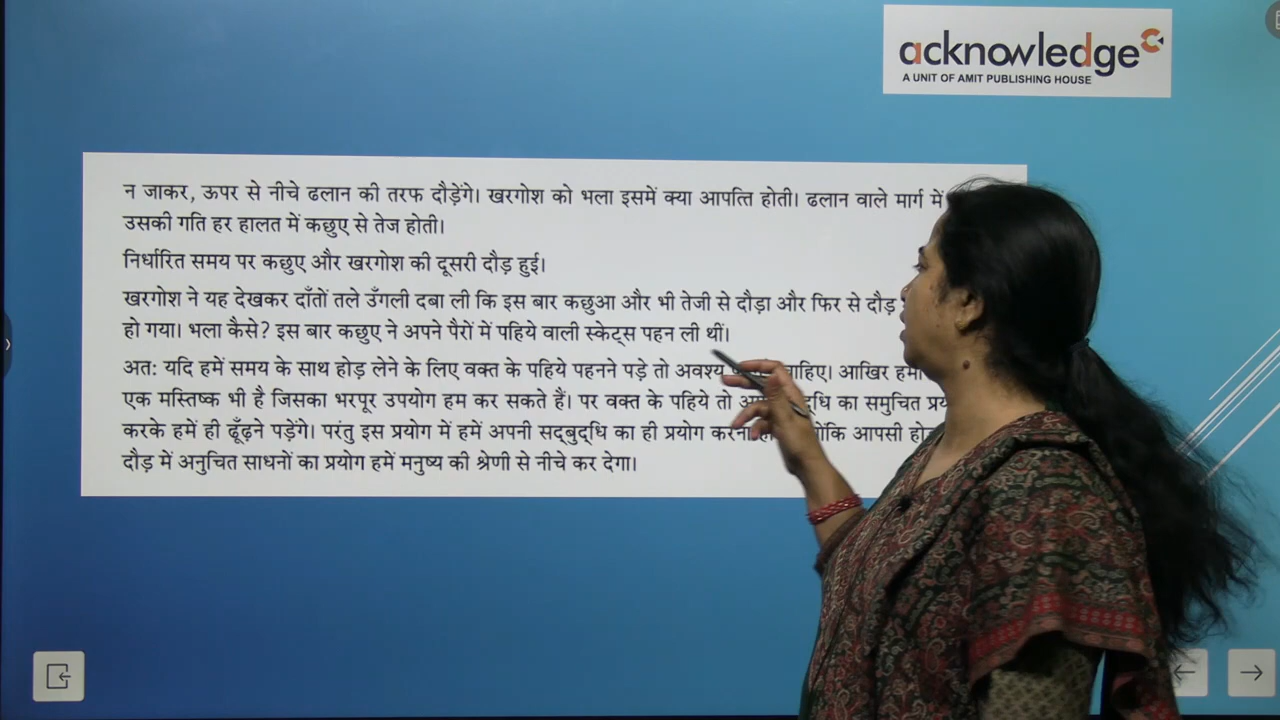 acknowledge
A UNIT OF AMIT PUBLISHING HOUSE
न जाकर, ऊपर से नीचे ढलान की तरफ दौड़ेंगे। खरगोश को भला इसमें क्या आपत्ति होती। ढलान वाले मार्ग में
उसकी गति हर हालत में कछुए से तेज होती।
निर्धारित समय पर कछुए और खरगोश की दूसरी दौड़ हुई।
खरगोश ने यह देखकर दाँतों तले उँगली दबा ली कि इस बार कछुआ और भी तेजी से दौड़ा और फिर से दौड़
हो गया। भला कैसे? इस बार कछुए ने अपने पैरों में पहिये वाली स्केट्स पहन ली थीं।
अतः यदि हमें समय के साथ होड़ लेने के लिए वक्त के पहिये पहनने पड़े तो अवश्य आखिर
एक मस्तिष्क भी है जिसका भरपूर उपयोग हम कर सकते हैं। पर वक्त के पहिये तो का समुचित
करके हमें ही ढूँढ़ने पड़ेंगे। परंतु इस प्रयोग में हमें अपनी सद्बुद्धि का ही प्रयोग करना आपसी
दौड़ में अनुचित साधनों का प्रयोग हमें मनुष्य की श्रेणी से नीचे कर देगा।